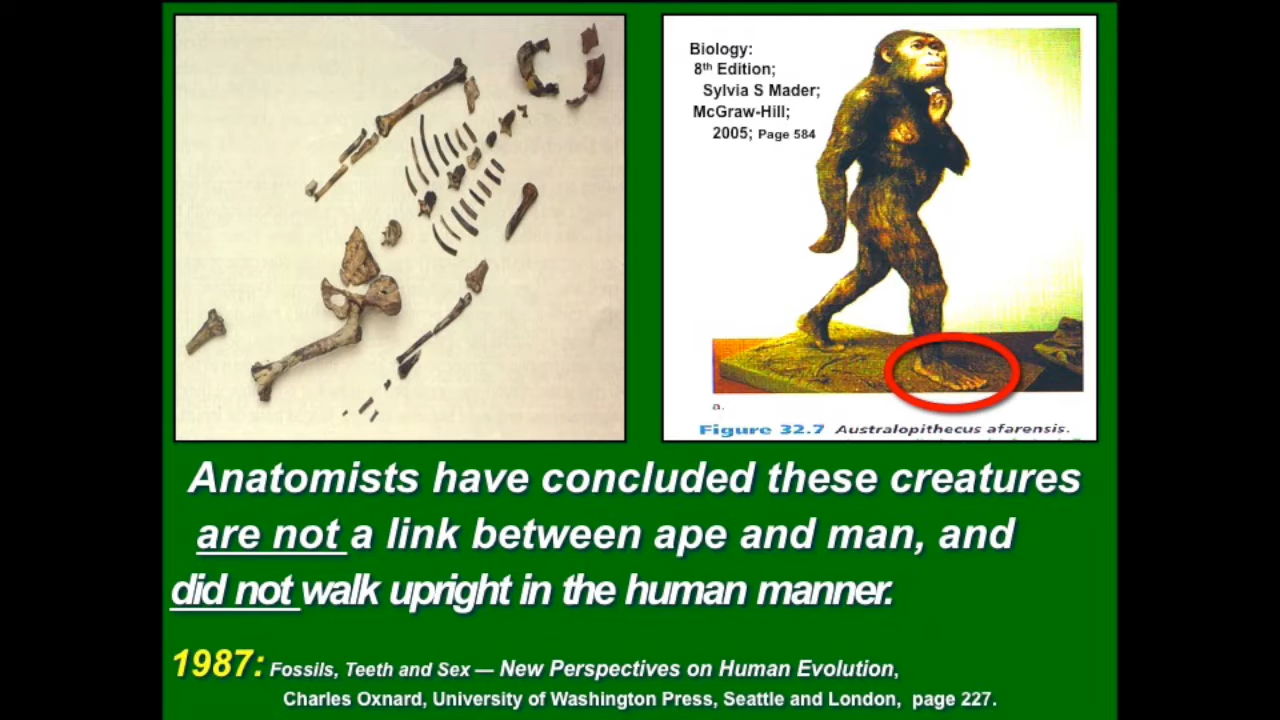 Biology:
8th Edition;
Sylvia S Mader;
McGraw-Hill;
2005; Page 584
a.
Figure 32.7 Australopithecus afarensis.
Anatomists have concluded these creatures
are not a link between ape and man, and
did not walk upright in the human manner.
1987: Fossils, Teeth and Sex — New Perspectives on Human Evolution,
Charles Oxnard, University of Washington Press, Seattle and London, page 227.